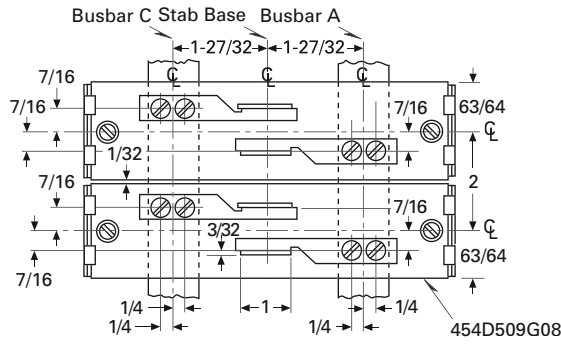 Busbar C Stab Base Busbar A
1-27/32 1-27/32
℄ ℄ ℄
7/16
7/16 7/16 63/64
℄
1/32
7/16 2
7/16
3/32 ℄
63/64
7/16
1/4 1 1/4
1/4 1/4
454D509G08